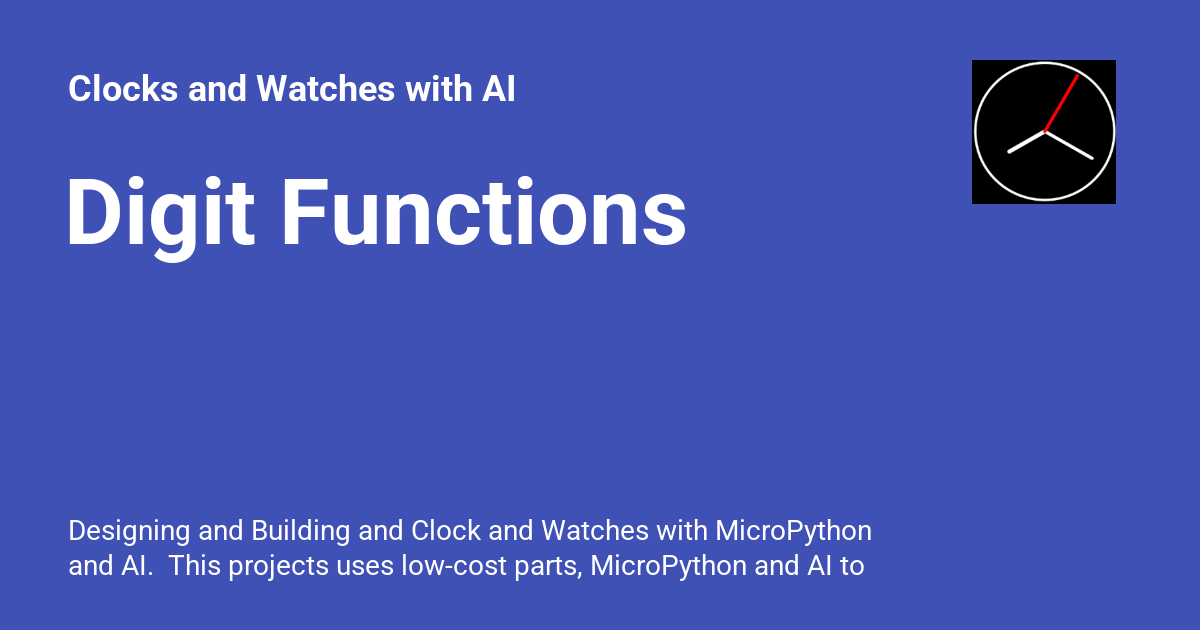 Clocks and Watches with AI
Digit Functions
Designing and Building and Clock and Watches with MicroPython
and AI.  This projects uses low-cost parts, MicroPython and AI to